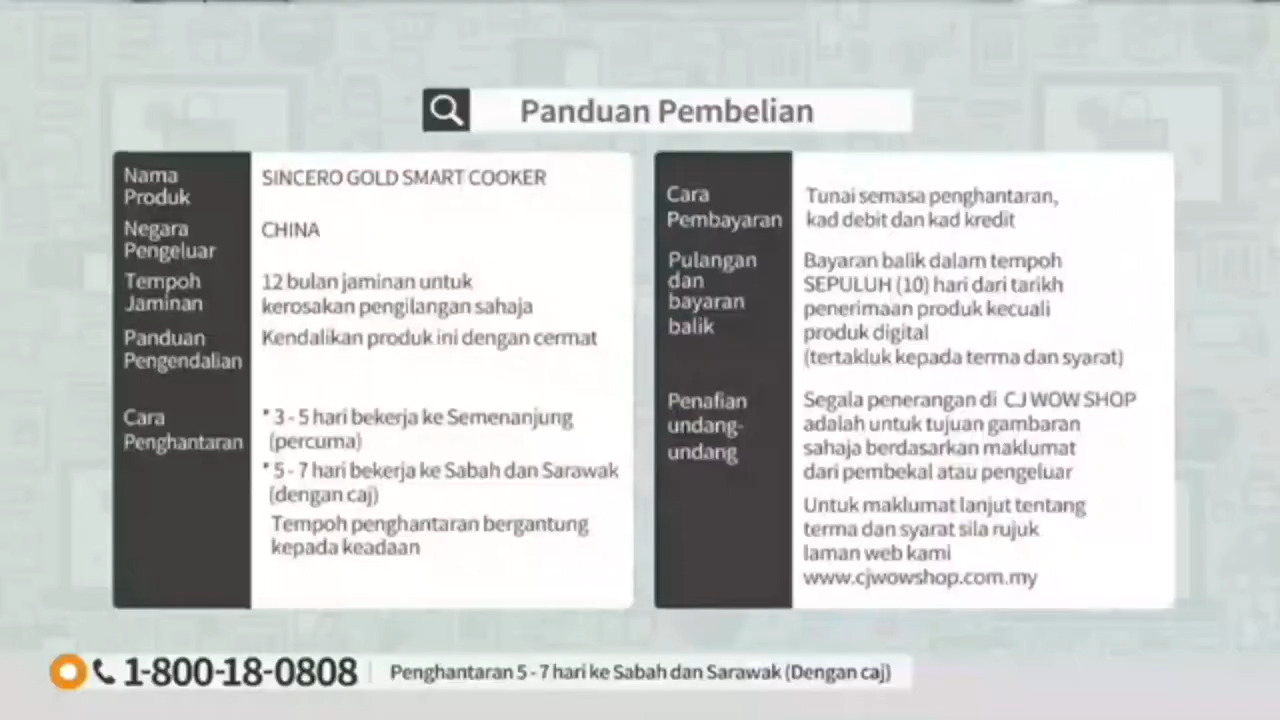 Panduan Pembelian
Nama
Produk
SINCERO GOLD SMART COOKER
Negara
Pengeluar
CHINA
Tempoh
Jaminan
12 bulan jaminan untuk
kerosakan pengilangan sahaja
Panduan
Pengendalian
Kendalikan produk ini dengan cermat
Cara
Penghantaran
* 3 - 5 hari bekerja ke Semenanjung
(percuma)
* 5 - 7 hari bekerja ke Sabah dan Sarawak
(dengan caj)
Tempoh penghantaran bergantung
kepada keadaan
Cara
Pembayaran
Tunai semasa penghantaran,
kad debit dan kad kredit
Pulangan
dan
bayaran
balik
Bayaran balik dalam tempoh
SEPULUH (10) hari dari tarikh
penerimaan produk kecuali
produk digital
(tertakluk kepada terma dan syarat)
Penafian
undang-
undang
Segala penerangan di CJ WOW SHOP
adalah untuk tujuan gambaran
sahaja berdasarkan maklumat
dari pembekal atau pengeluar
Untuk maklumat lanjut tentang
terma dan syarat sila rujuk
laman web kami
www.cjwowshop.com.my
1-800-18-0808
Penghantaran 5 - 7 hari ke Sabah dan Sarawak (Dengan caj)